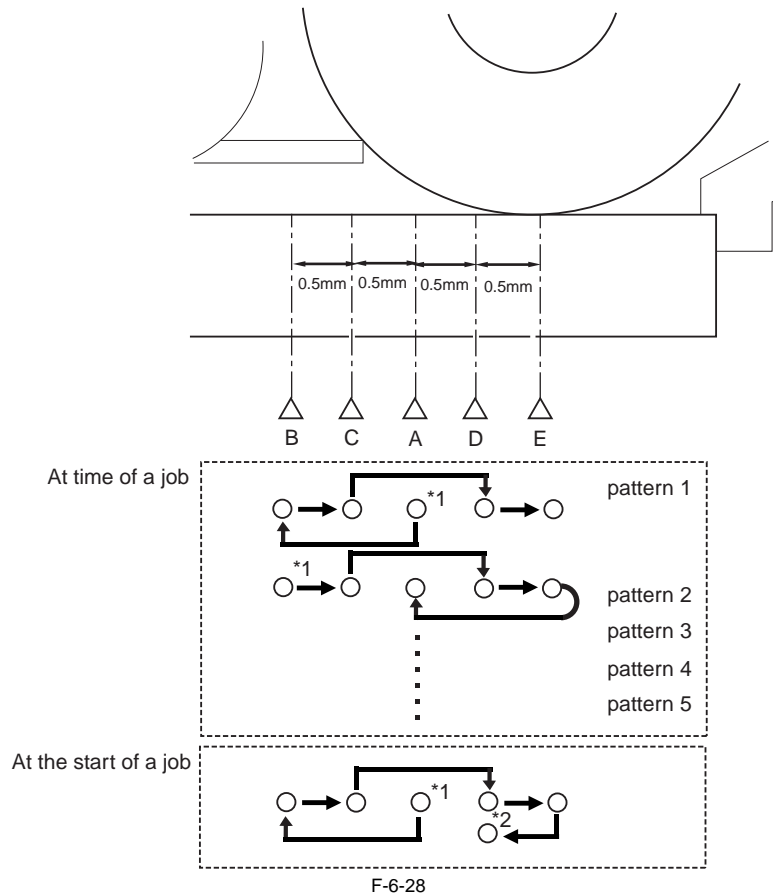 0.5mm 0.5mm 0.5mm 0.5mm
B C A D E
At time of a job
*1 pattern 1
*1
pattern 2
pattern 3
pattern 4
pattern 5
At the start of a job
*1
*2
F-6-28